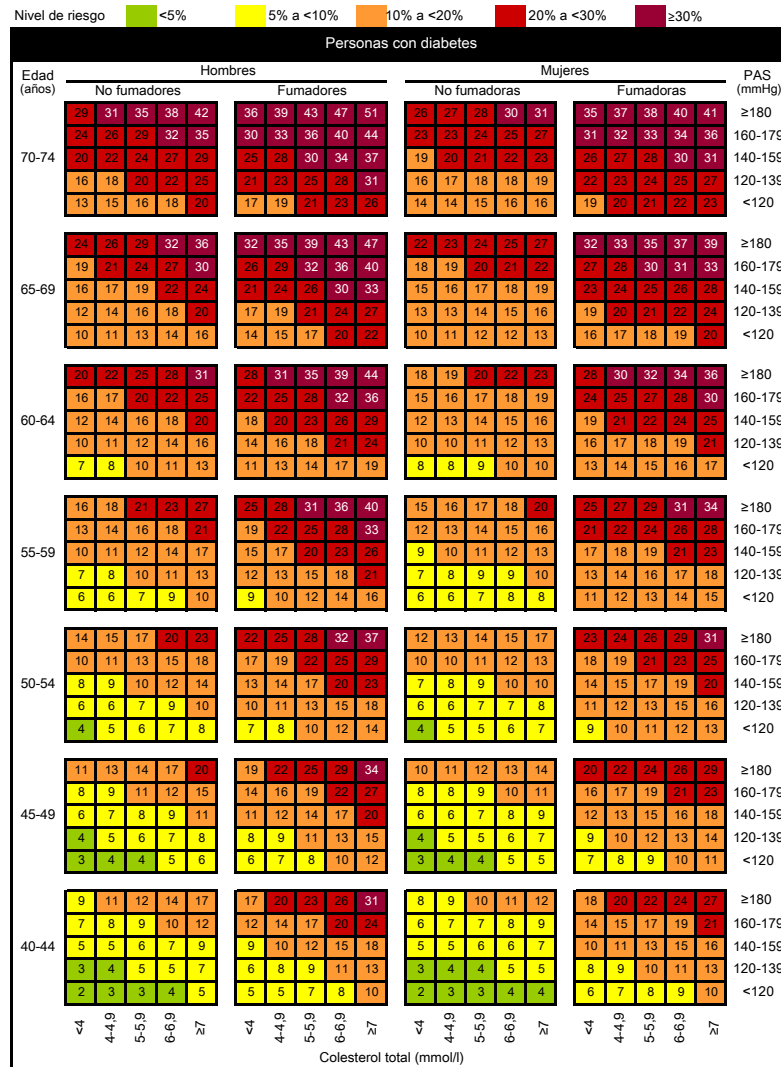 Nivel de riesgo <5% 5% a <10% 10% a <20% 20% a <30% ≥30%
Personas con diabetes
Edad (años) Hombres Mujeres PAS (mmHg)
No fumadores Fumadores No fumadoras Fumadoras
29 31 35 38 42 36 39 43 47 51 26 27 28 30 31 35 37 38 40 41 ≥180
24 26 29 32 35 30 33 36 40 44 23 23 24 25 27 31 32 33 34 36 160-179
70-74 20 22 24 27 29 25 28 30 34 37 19 20 21 22 23 26 27 28 30 31 140-159
16 18 20 22 25 21 23 25 28 31 16 17 18 18 19 22 23 24 25 27 120-139
13 15 16 18 20 17 19 21 23 26 14 14 15 16 16 19 20 21 22 23 <120
24 26 29 32 36 32 35 39 43 47 22 23 24 25 27 32 33 35 37 39 ≥180
19 21 24 27 30 26 29 32 36 40 18 19 20 21 22 27 28 30 31 33 160-179
65-69 16 17 19 22 24 21 24 26 30 33 15 16 17 18 19 23 24 25 26 28 140-159
12 14 16 18 20 17 19 21 24 27 13 13 14 15 16 19 20 21 22 24 120-139
10 11 13 14 16 14 15 17 20 22 10 11 12 12 13 16 17 18 19 20 <120
20 22 25 28 31 28 31 35 39 44 18 19 20 22 23 28 30 32 34 36 ≥180
16 17 20 22 25 22 25 28 32 36 15 16 17 18 19 24 25 27 28 30 160-179
60-64 12 14 16 18 20 18 20 23 26 29 12 13 14 15 16 19 21 22 24 25 140-159
10 11 12 14 16 14 16 18 21 24 10 10 11 12 13 16 17 18 19 21 120-139
7 8 10 11 13 11 13 14 17 19 8 8 9 10 10 13 14 15 16 17 <120
16 18 21 23 27 25 28 31 36 40 15 16 17 18 20 25 27 29 31 34 ≥180
13 14 16 18 21 19 22 25 28 33 12 13 14 15 16 21 22 24 26 28 160-179
55-59 10 11 12 14 17 15 17 20 23 26 9 10 11 12 13 17 18 19 21 23 140-159
7 8 10 11 13 12 13 15 18 21 7 8 9 9 10 13 14 16 17 18 120-139
6 6 7 9 10 9 10 12 14 16 6 6 7 8 8 11 12 13 14 15 <120
14 15 17 20 23 22 25 28 32 37 12 13 14 15 17 23 24 26 29 31 ≥180
10 11 13 15 18 17 19 22 25 29 10 10 11 12 13 18 19 21 23 25 160-179
50-54 8 9 10 12 14 13 14 17 20 23 7 8 9 10 10 14 15 17 19 20 140-159
6 6 7 9 10 10 11 13 15 18 6 6 7 7 8 11 12 13 15 16 120-139
4 5 6 7 8 7 8 10 12 14 4 5 5 6 7 9 10 11 12 13 <120
11 13 14 17 20 19 22 25 29 34 10 11 12 13 14 20 22 24 26 29 ≥180
8 9 11 12 15 14 16 19 22 27 8 8 9 10 11 16 17 19 21 23 160-179
45-49 6 7 8 9 11 11 12 14 17 20 6 6 7 8 9 12 13 15 16 18 140-159
4 5 6 7 8 8 9 11 13 15 4 5 5 6 7 9 10 12 13 14 120-139
3 4 4 5 6 6 7 8 10 12 3 4 4 5 5 7 8 9 10 11 <120
9 11 12 14 17 17 20 23 26 31 8 9 10 11 12 18 20 22 24 27 ≥180
7 8 9 10 12 12 14 17 20 24 6 7 7 8 9 14 15 17 19 21 160-179
40-44 5 5 6 7 9 9 10 12 15 18 5 5 6 6 7 10 11 13 15 16 140-159
3 4 5 5 7 6 8 9 11 13 3 4 4 5 5 8 9 10 11 13 120-139
2 3 3 4 5 5 5 7 8 10 2 3 3 4 4 6 7 8 9 10 <120
<4 4-4,9 5-5,9 6-6,9 ≥7 <4 4-4,9 5-5,9 6-6,9 ≥7 <4 4-4,9 5-5,9 6-6,9 ≥7 <4 4-4,9 5-5,9 6-6,9 ≥7
Colesterol total (mmol/l)